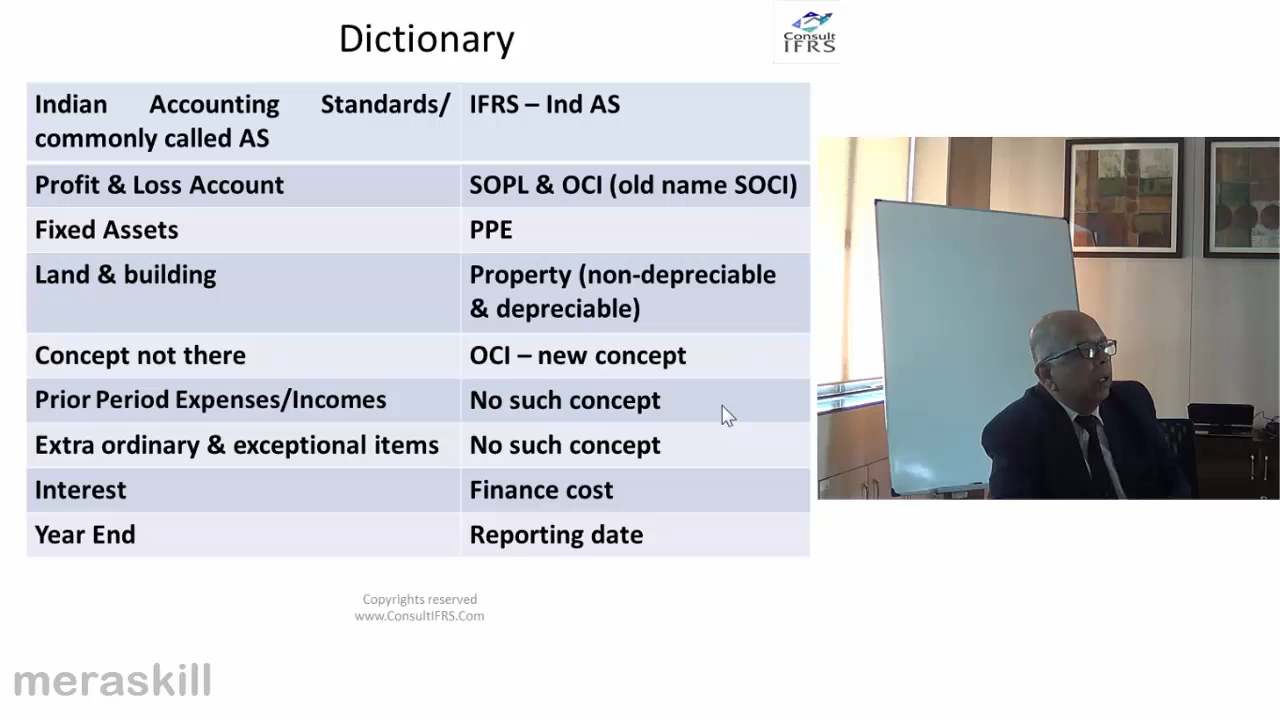 Dictionary
Consult
IFRS
Indian Accounting Standards/
commonly called AS
IFRS – Ind AS
Profit & Loss Account
SOPL & OCI (old name SOCI)
Fixed Assets
PPE
Land & building
Property (non-depreciable
& depreciable)
Concept not there
OCI – new concept
Prior Period Expenses/Incomes
No such concept
Extra ordinary & exceptional items
No such concept
Interest
Finance cost
Year End
Reporting date
Copyrights reserved
www.ConsultIFRS.Com
meraskill